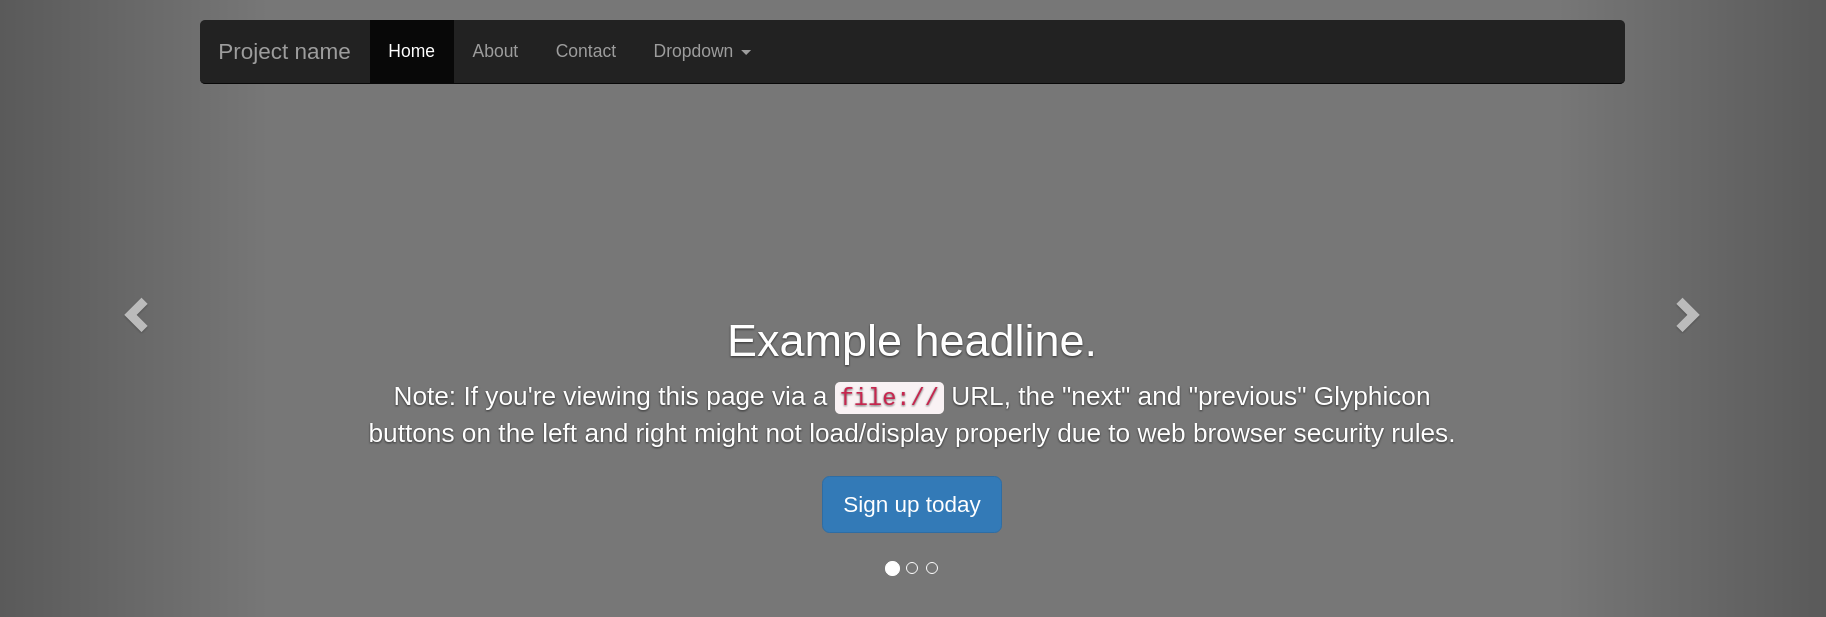 Project name Home About Contact Dropdown
Example headline.
Note: If you're viewing this page via a file:// URL, the "next" and "previous" Glyphicon
buttons on the left and right might not load/display properly due to web browser security rules.
Sign up today